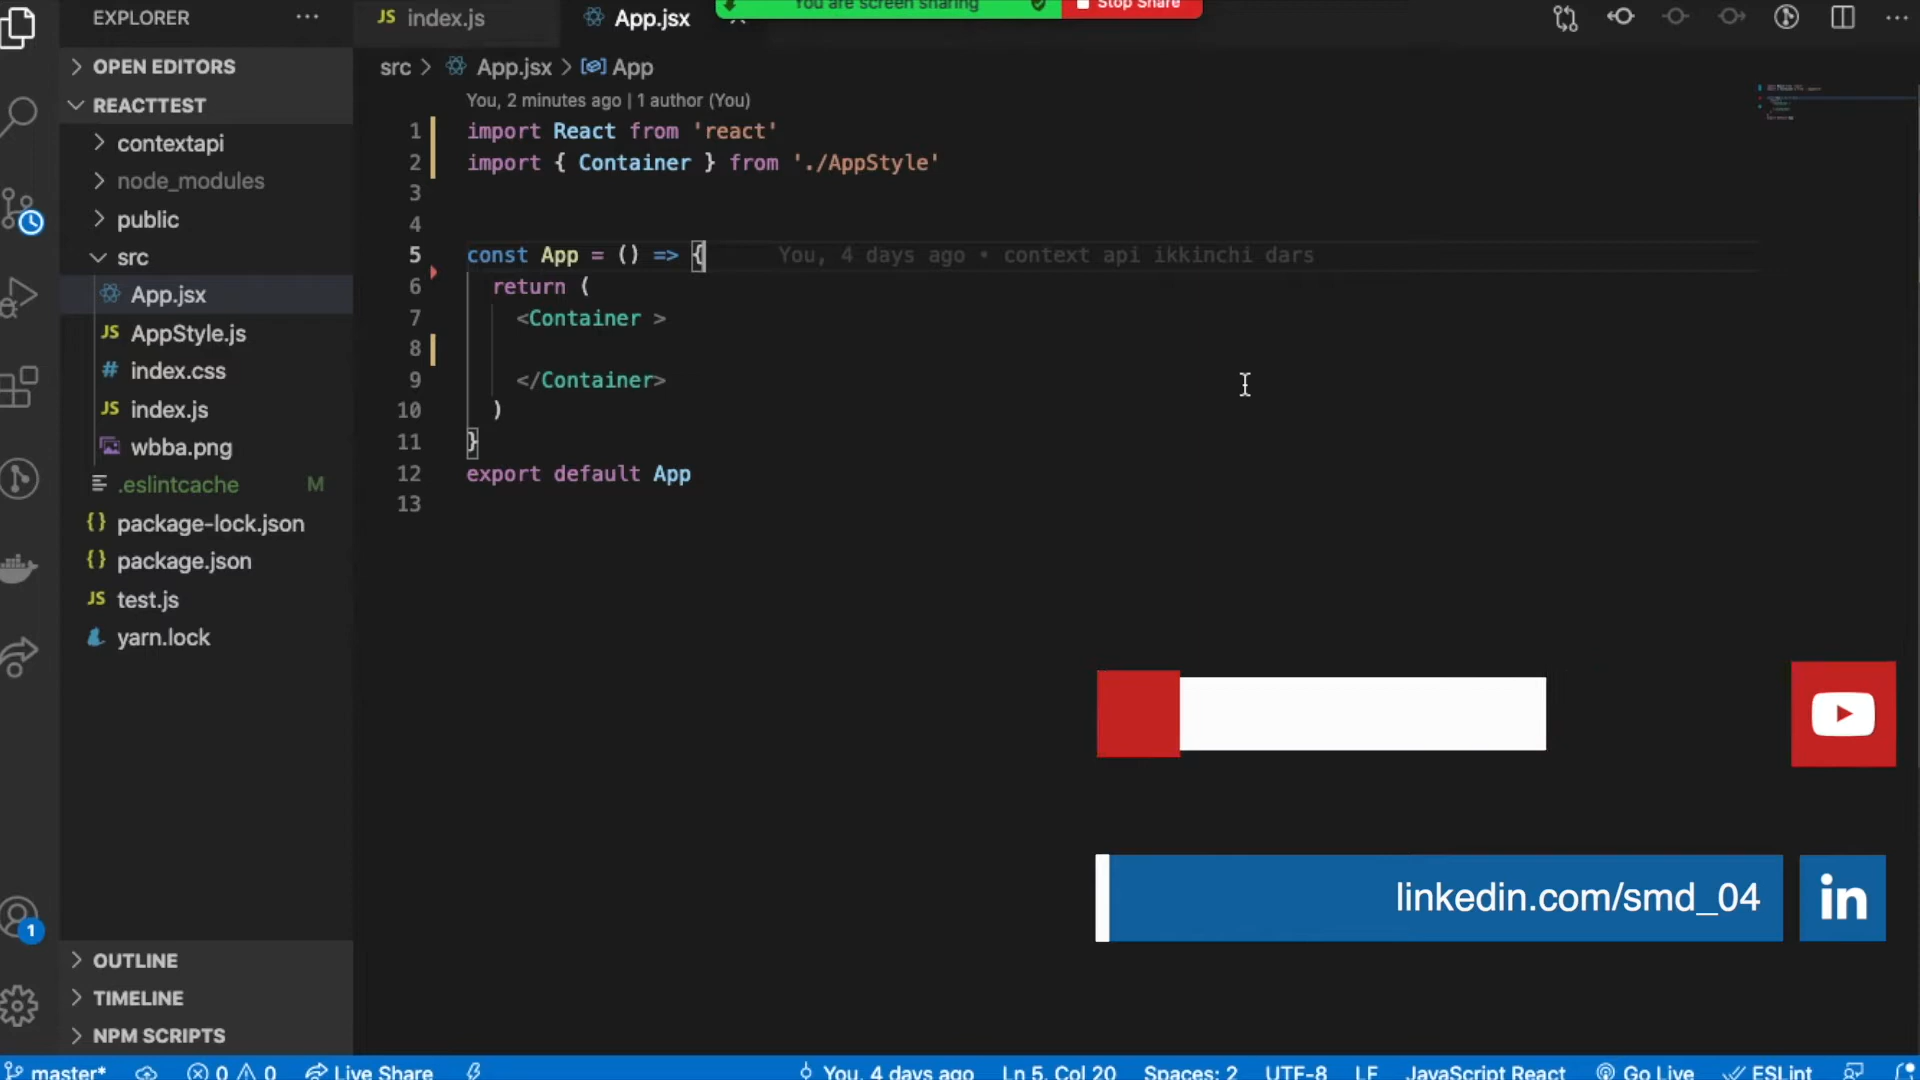 EXPLORER
index.js
App.jsx
You are screen sharing
Stop Share
OPEN EDITORS
REACTTEST
contextapi
node_modules
public
src
App.jsx
AppStyle.js
index.css
index.js
wbba.png
.eslintcache M
package-lock.json
package.json
test.js
yarn.lock
OUTLINE
TIMELINE
NPM SCRIPTS
src > App.jsx > App
You, 2 minutes ago | 1 author (You)
1 import React from 'react'
2 import { Container } from './AppStyle'
3
4
5 const App = () => { You, 4 days ago • context api ikkinchi dars
6 return (
7 <Container >
8
9 </Container>
10 )
11 }
12 export default App
13
linkedin.com/smd_04
in
1
master* 0 0 Live Share You, 4 days ago Ln 5, Col 20 Spaces: 2 UTF-8 LF JavaScript React Go Live ESLint